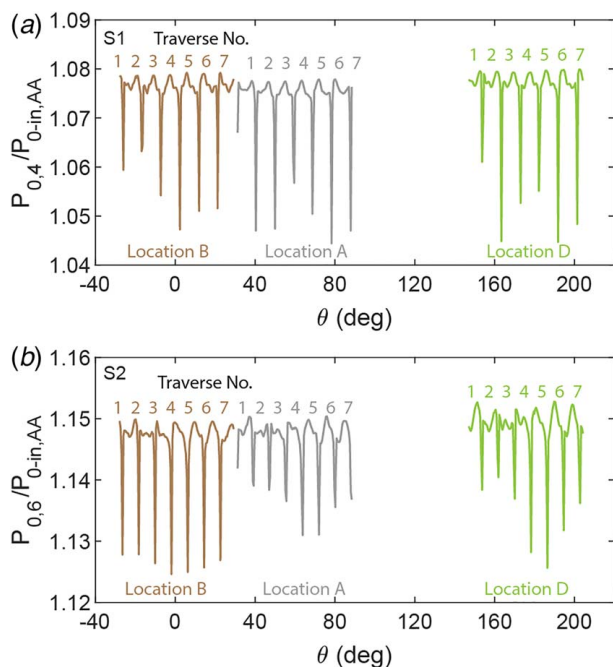 (a)
1.09
S1 Traverse No.
1 2 3 4 5 6 7 1 2 3 4 5 6 7 1 2 3 4 5 6 7
1.08
1.07
P0,4/P0-in,AA
1.06
1.05
Location B Location A Location D
1.04
-40 0 40 80 120 160 200
θ (deg)
(b)
1.16
S2
Traverse No.
1 2 3 4 5 6 7 1 2 3 4 5 6 7 1 2 3 4 5 6 7
1.15
1.14
P0,6/P0-in,AA
1.13
Location B Location A Location D
1.12
-40 0 40 80 120 160 200
θ (deg)